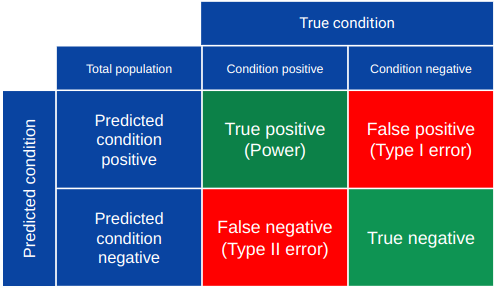 True condition
Total population
Condition positive
Condition negative
Predicted condition
Predicted
condition
positive
True positive
(Power)
False positive
(Type I error)
Predicted
condition
negative
False negative
(Type II error)
True negative